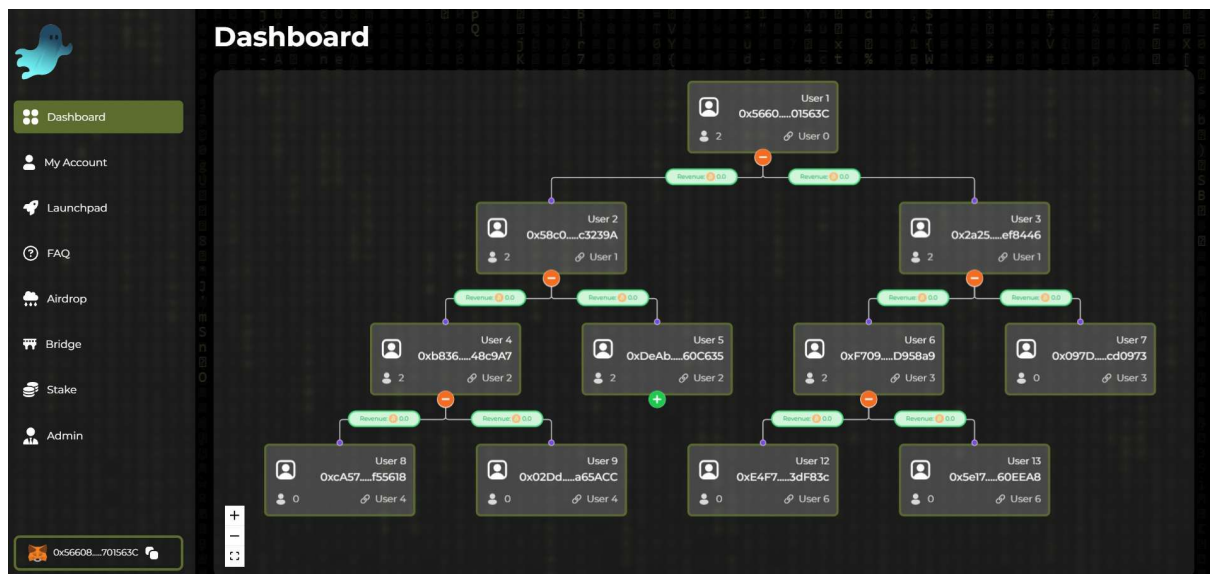 Dashboard
Dashboard
My Account
Launchpad
FAQ
Airdrop
Bridge
Stake
Admin
0x56608....701563C
User 1
0x5660.....01563C
2
User 0
Revenue: 0.0
Revenue: 0.0
User 2
0x58c0.....c3239A
2
User 1
User 3
0x2a25.....ef8446
2
User 1
Revenue: 0.0
Revenue: 0.0
Revenue: 0.0
Revenue: 0.0
User 4
0xb836.....48c9A7
2
User 2
User 5
0xDeAb.....60C635
2
User 2
User 6
0xF709.....D958a9
2
User 3
User 7
0x097D.....cd0973
0
User 3
Revenue: 0.0
Revenue: 0.0
Revenue: 0.0
Revenue: 0.0
User 8
0xcA57.....f55618
0
User 4
User 9
0x02Dd.....a65ACC
0
User 4
User 12
0xE4F7.....3dF83c
0
User 6
User 13
0x5e17.....60EEA8
0
User 6